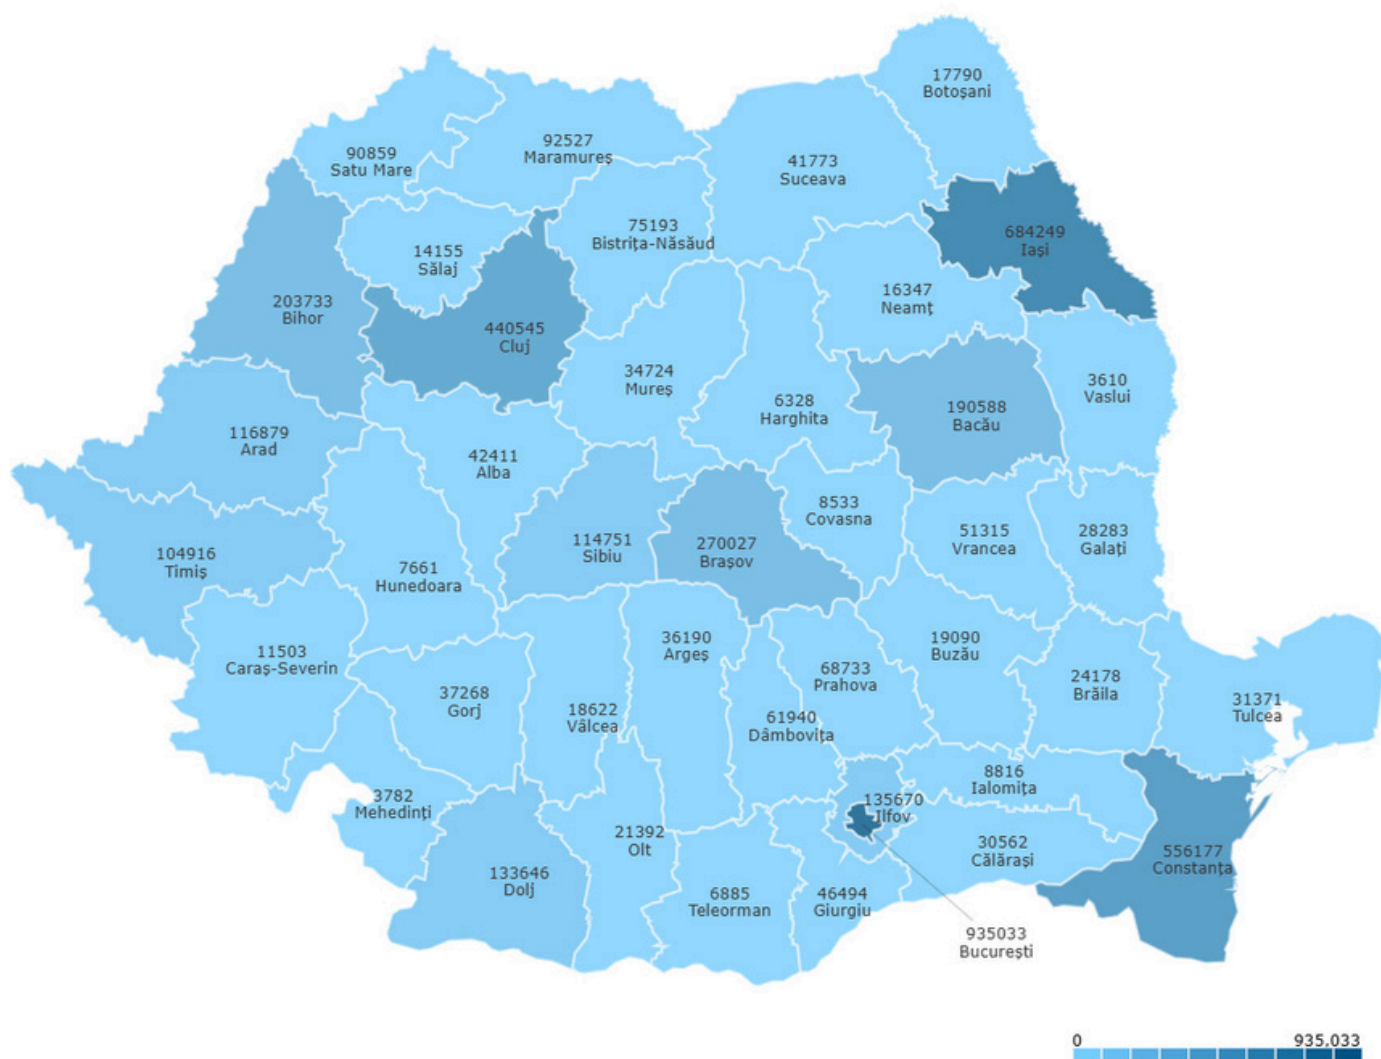 17790
Botoșani
92527
Maramureș
90859
Satu Mare
41773
Suceava
75193
Bistrița-Năsăud
684249
Iași
14155
Sălaj
16347
Neamț
203733
Bihor
440545
Cluj
34724
Mureș
3610
Vaslui
6328
Harghita
190588
Bacău
116879
Arad
42411
Alba
8533
Covasna
51315
Vrancea
28283
Galați
114751
Sibiu
270027
Brașov
104916
Timiș
7661
Hunedoara
36190
Argeș
19090
Buzău
11503
Caraș-Severin
68733
Prahova
24178
Brăila
37268
Gorj
31371
Tulcea
18622
Vâlcea
61940
Dâmbovița
8816
Ialomița
3782
Mehedinți
135670
Ilfov
21392
Olt
30562
Călărași
556177
Constanța
133646
Dolj
6885
Teleorman
46494
Giurgiu
935033
București
0 935,033